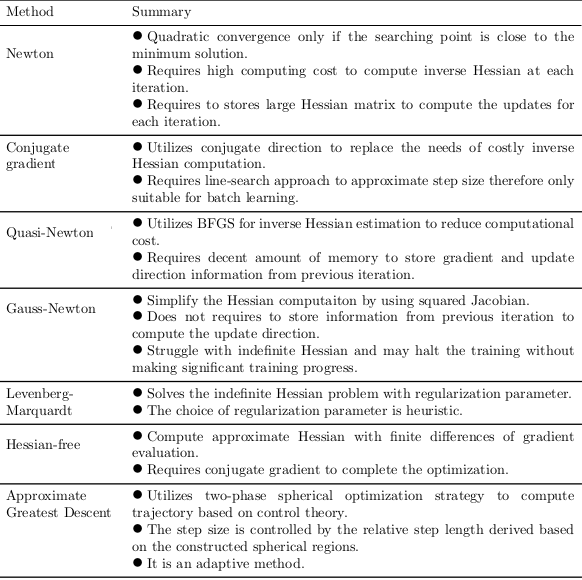 Method Summary
Newton
● Quadratic convergence only if the searching point is close to the
minimum solution.
● Requires high computing cost to compute inverse Hessian at each
iteration.
● Requires to stores large Hessian matrix to compute the updates for
each iteration.
Conjugate
gradient
● Utilizes conjugate direction to replace the needs of costly inverse
Hessian computation.
● Requires line-search approach to approximate step size therefore only
suitable for batch learning.
Quasi-Newton
● Utilizes BFGS for inverse Hessian estimation to reduce computational
cost.
● Requires decent amount of memory to store gradient and update
direction information from previous iteration.
Gauss-Newton
● Simplify the Hessian computaiton by using squared Jacobian.
● Does not requires to store information from previous iteration to
compute the update direction.
● Struggle with indefinite Hessian and may halt the training without
making significant training progress.
Levenberg-
Marquardt
● Solves the indefinite Hessian problem with regularization parameter.
● The choice of regularization parameter is heuristic.
Hessian-free
● Compute approximate Hessian with finite differences of gradient
evaluation.
● Requires conjugate gradient to complete the optimization.
Approximate
Greatest Descent
● Utilizes two-phase spherical optimization strategy to compute
trajectory based on control theory.
● The step size is controlled by the relative step length derived based
on the constructed spherical regions.
● It is an adaptive method.